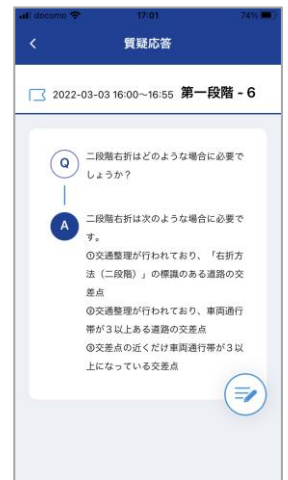 docomo 17:01 74%
質疑応答
2022-03-03 16:00~16:55 第一段階 - 6
Q 二段階右折はどのような場合に必要で
しょうか？
A 二段階右折は次のような場合に必要で
す。
①交通整理が行われており、「右折方
法（二段階）」の標識のある道路の交
差点
②交通整理が行われており、車両通行
帯が３以上ある道路の交差点
③交差点の近くだけ車両通行帯が３以
上になっている交差点